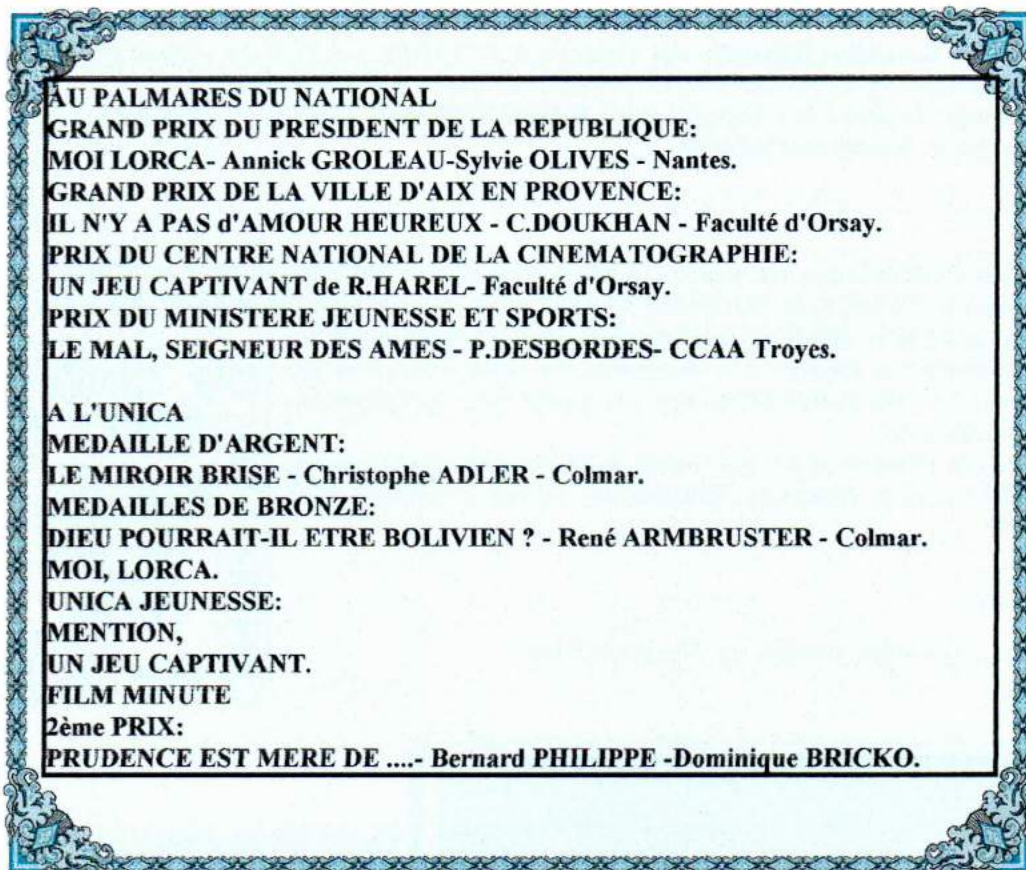 AU PALMARES DU NATIONAL
GRAND PRIX DU PRESIDENT DE LA REPUBLIQUE:
MOI LORCA- Annick GROLEAU-Sylvie OLIVES - Nantes.
GRAND PRIX DE LA VILLE D'AIX EN PROVENCE:
IL N'Y A PAS d'AMOUR HEUREUX - C.DOUKHAN - Faculté d'Orsay.
PRIX DU CENTRE NATIONAL DE LA CINEMATOGRAPHIE:
UN JEU CAPTIVANT de R.HAREL- Faculté d'Orsay.
PRIX DU MINISTERE JEUNESSE ET SPORTS:
LE MAL, SEIGNEUR DES AMES - P.DESBORDES- CCAA Troyes.
A L'UNICA
MEDAILLE D'ARGENT:
LE MIROIR BRISE - Christophe ADLER - Colmar.
MEDAILLES DE BRONZE:
DIEU POURRAIT-IL ETRE BOLIVIEN ? - René ARMBRUSTER - Colmar.
MOI, LORCA.
UNICA JEUNESSE:
MENTION,
UN JEU CAPTIVANT.
FILM MINUTE
2ème PRIX:
PRUDENCE EST MERE DE ....- Bernard PHILIPPE -Dominique BRICKO.